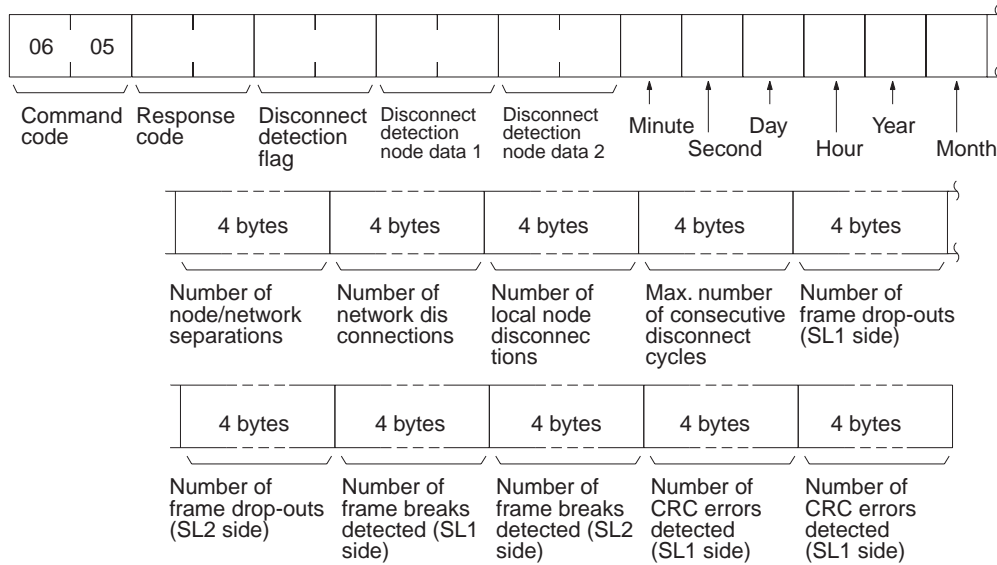 06 05
Command
code
Response
code
Disconnect
detection
flag
Disconnect
detection
node data 1
Disconnect
detection
node data 2
Minute
Second
Day
Hour
Year
Month
4 bytes
4 bytes
4 bytes
4 bytes
4 bytes
Number of
node/network
separations
Number of
network dis
connections
Number of
local node
disconnec
tions
Max. number
of consecutive
disconnect
cycles
Number of
frame drop-outs
(SL1 side)
4 bytes
4 bytes
4 bytes
4 bytes
4 bytes
Number of
frame drop-outs
(SL2 side)
Number of
frame breaks
detected (SL1
side)
Number of
frame breaks
detected (SL2
side)
Number of
CRC errors
detected
(SL1 side)
Number of
CRC errors
detected
(SL1 side)